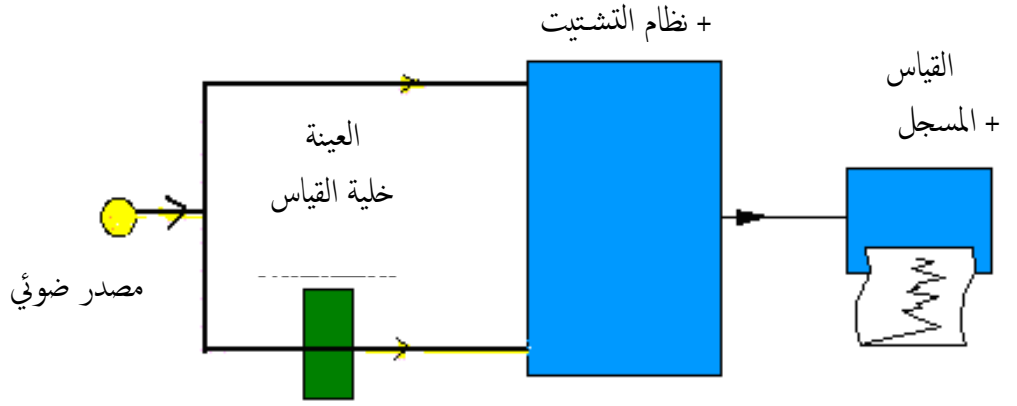 + نظام التشتيت
القياس
+ المسجل
العينة
خلية القياس
مصدر ضوئي